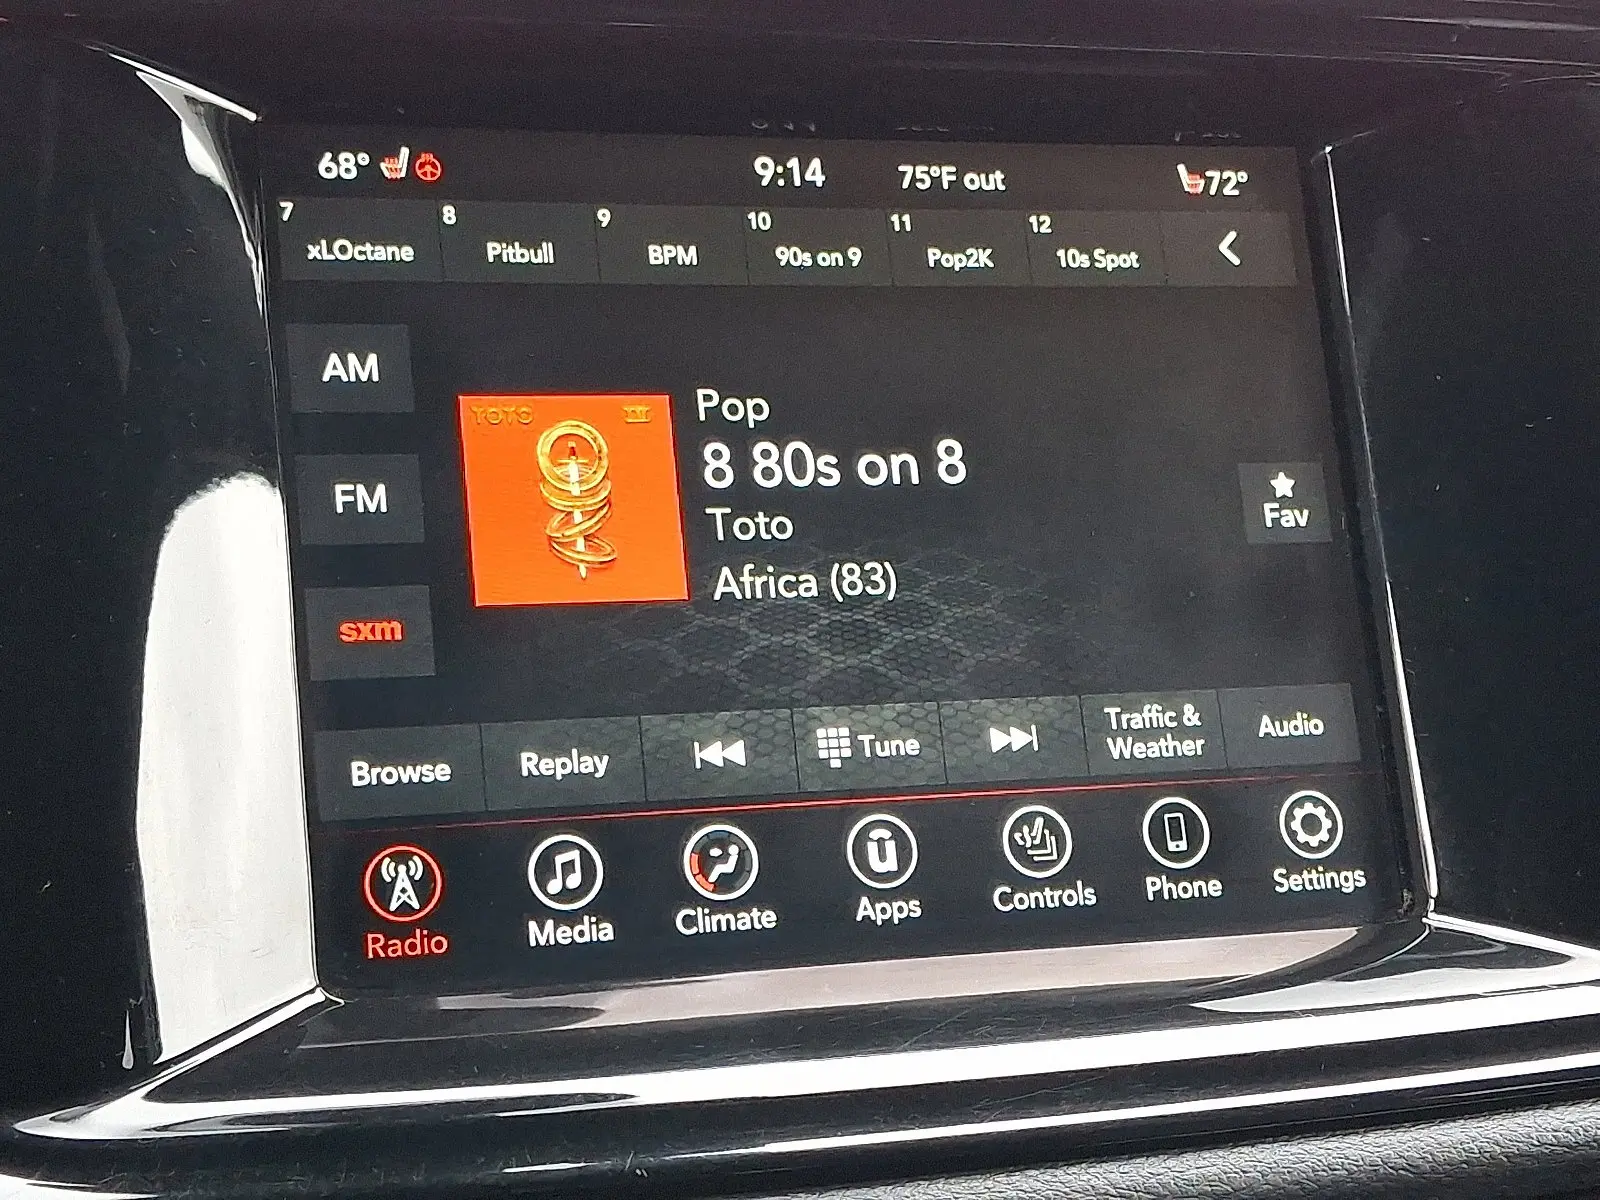 68° 9:14 75°F out 72°
7 8 9 10 11 12
xLOctane Pitbull BPM 90s on 9 Pop2K 10s Spot
AM
FM
sxm
TOTO IV
Pop
8 80s on 8
Toto
Africa (83)
Fav
Browse Replay Tune Traffic &
Weather Audio
Radio Media Climate Apps Controls Phone Settings